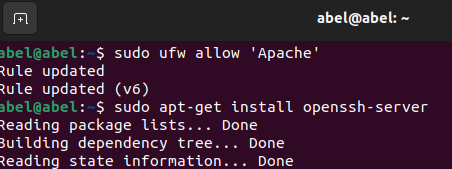 abel@abel: ~
abel@abel:~$ sudo ufw allow 'Apache'
Rule updated
Rule updated (v6)
abel@abel:~$ sudo apt-get install openssh-server
Reading package lists... Done
Building dependency tree... Done
Reading state information... Done